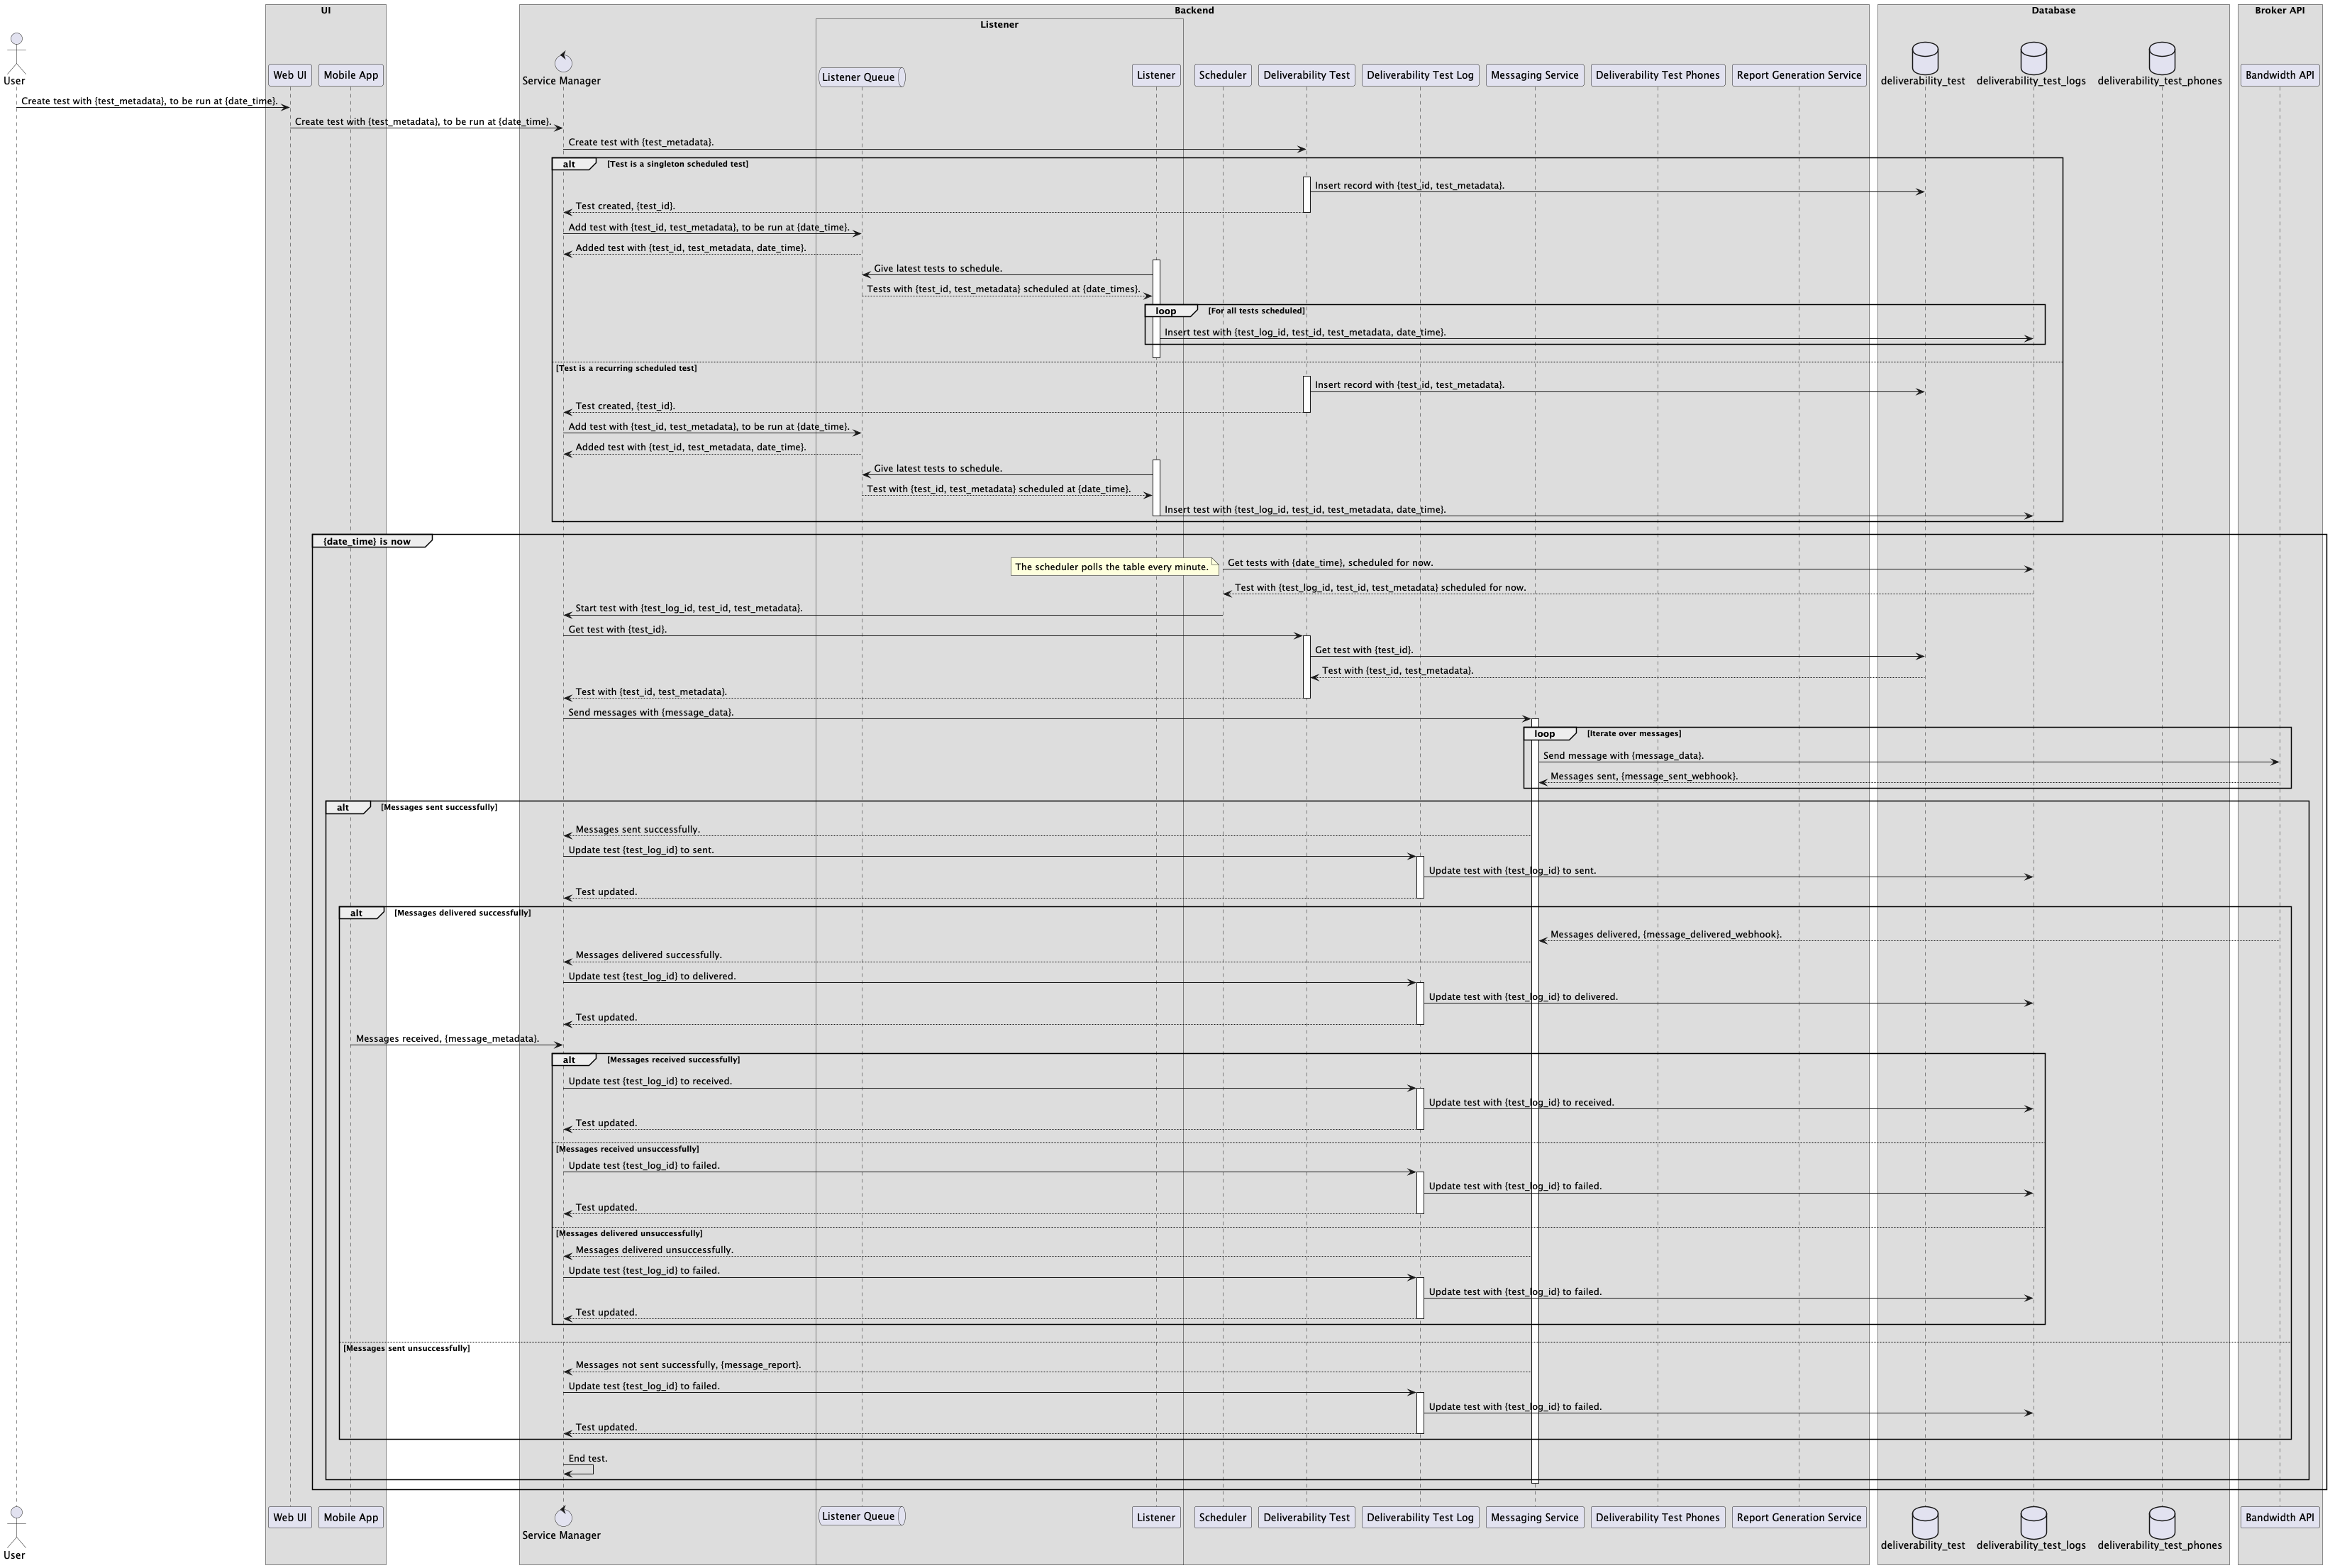 UI
Backend
Database
Broker API
Listener
User
Web UI
Mobile App
Service Manager
Listener Queue
Listener
Scheduler
Deliverability Test
Deliverability Test Log
Messaging Service
Deliverability Test Phones
Report Generation Service
deliverability_test
deliverability_test_logs
deliverability_test_phones
Bandwidth API
Create test with {test_metadata}, to be run at {date_time}.
Create test with {test_metadata}, to be run at {date_time}.
Create test with {test_metadata}.
alt [Test is a singleton scheduled test]
Insert record with {test_id, test_metadata}.
Test created, {test_id}.
Add test with {test_id, test_metadata}, to be run at {date_time}.
Added test with {test_id, test_metadata, date_time}.
Give latest tests to schedule.
Tests with {test_id, test_metadata} scheduled at {date_times}.
loop [For all tests scheduled]
Insert test with {test_log_id, test_id, test_metadata, date_time}.
[Test is a recurring scheduled test]
Insert record with {test_id, test_metadata}.
Test created, {test_id}.
Add test with {test_id, test_metadata}, to be run at {date_time}.
Added test with {test_id, test_metadata, date_time}.
Give latest tests to schedule.
Test with {test_id, test_metadata} scheduled at {date_time}.
Insert test with {test_log_id, test_id, test_metadata, date_time}.
{date_time} is now
The scheduler polls the table every minute.
Get tests with {date_time}, scheduled for now.
Test with {test_log_id, test_id, test_metadata} scheduled for now.
Start test with {test_log_id, test_id, test_metadata}.
Get test with {test_id}.
Get test with {test_id}.
Test with {test_id, test_metadata}.
Test with {test_id, test_metadata}.
Send messages with {message_data}.
loop [Iterate over messages]
Send message with {message_data}.
Messages sent, {message_sent_webhook}.
alt [Messages sent successfully]
Messages sent successfully.
Update test {test_log_id} to sent.
Update test with {test_log_id} to sent.
Test updated.
alt [Messages delivered successfully]
Messages delivered, {message_delivered_webhook}.
Messages delivered successfully.
Update test {test_log_id} to delivered.
Update test with {test_log_id} to delivered.
Test updated.
Messages received, {message_metadata}.
alt [Messages received successfully]
Update test {test_log_id} to received.
Update test with {test_log_id} to received.
Test updated.
[Messages received unsuccessfully]
Update test {test_log_id} to failed.
Update test with {test_log_id} to failed.
Test updated.
[Messages delivered unsuccessfully]
Messages delivered unsuccessfully.
Update test {test_log_id} to failed.
Update test with {test_log_id} to failed.
Test updated.
[Messages sent unsuccessfully]
Messages not sent successfully, {message_report}.
Update test {test_log_id} to failed.
Update test with {test_log_id} to failed.
Test updated.
End test.
User
Web UI
Mobile App
Service Manager
Listener Queue
Listener
Scheduler
Deliverability Test
Deliverability Test Log
Messaging Service
Deliverability Test Phones
Report Generation Service
deliverability_test
deliverability_test_logs
deliverability_test_phones
Bandwidth API